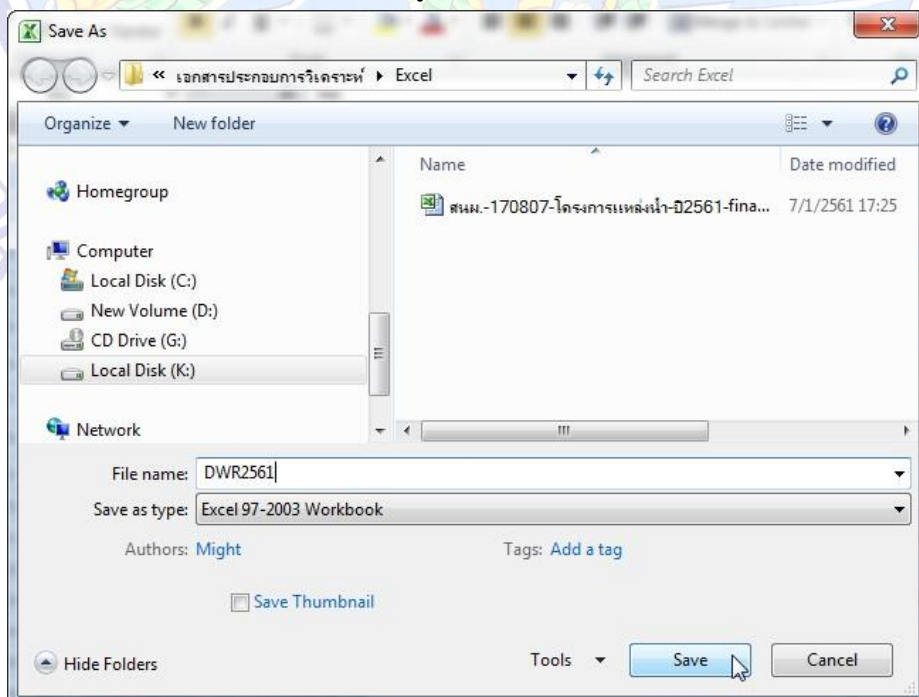 Save As
« เอกสารประกอบการวิเคราะห์ ▸ Excel
Search Excel
Organize
New folder
Name
Date modified
Homegroup
สนผ.-170807-โครงการแหล่งน้ำ-ปี2561-fina... 7/1/2561 17:25
Computer
Local Disk (C:)
New Volume (D:)
CD Drive (G:)
Local Disk (K:)
Network
File name: DWR2561
Save as type: Excel 97-2003 Workbook
Authors: Might
Tags: Add a tag
Save Thumbnail
Hide Folders
Tools
Save
Cancel